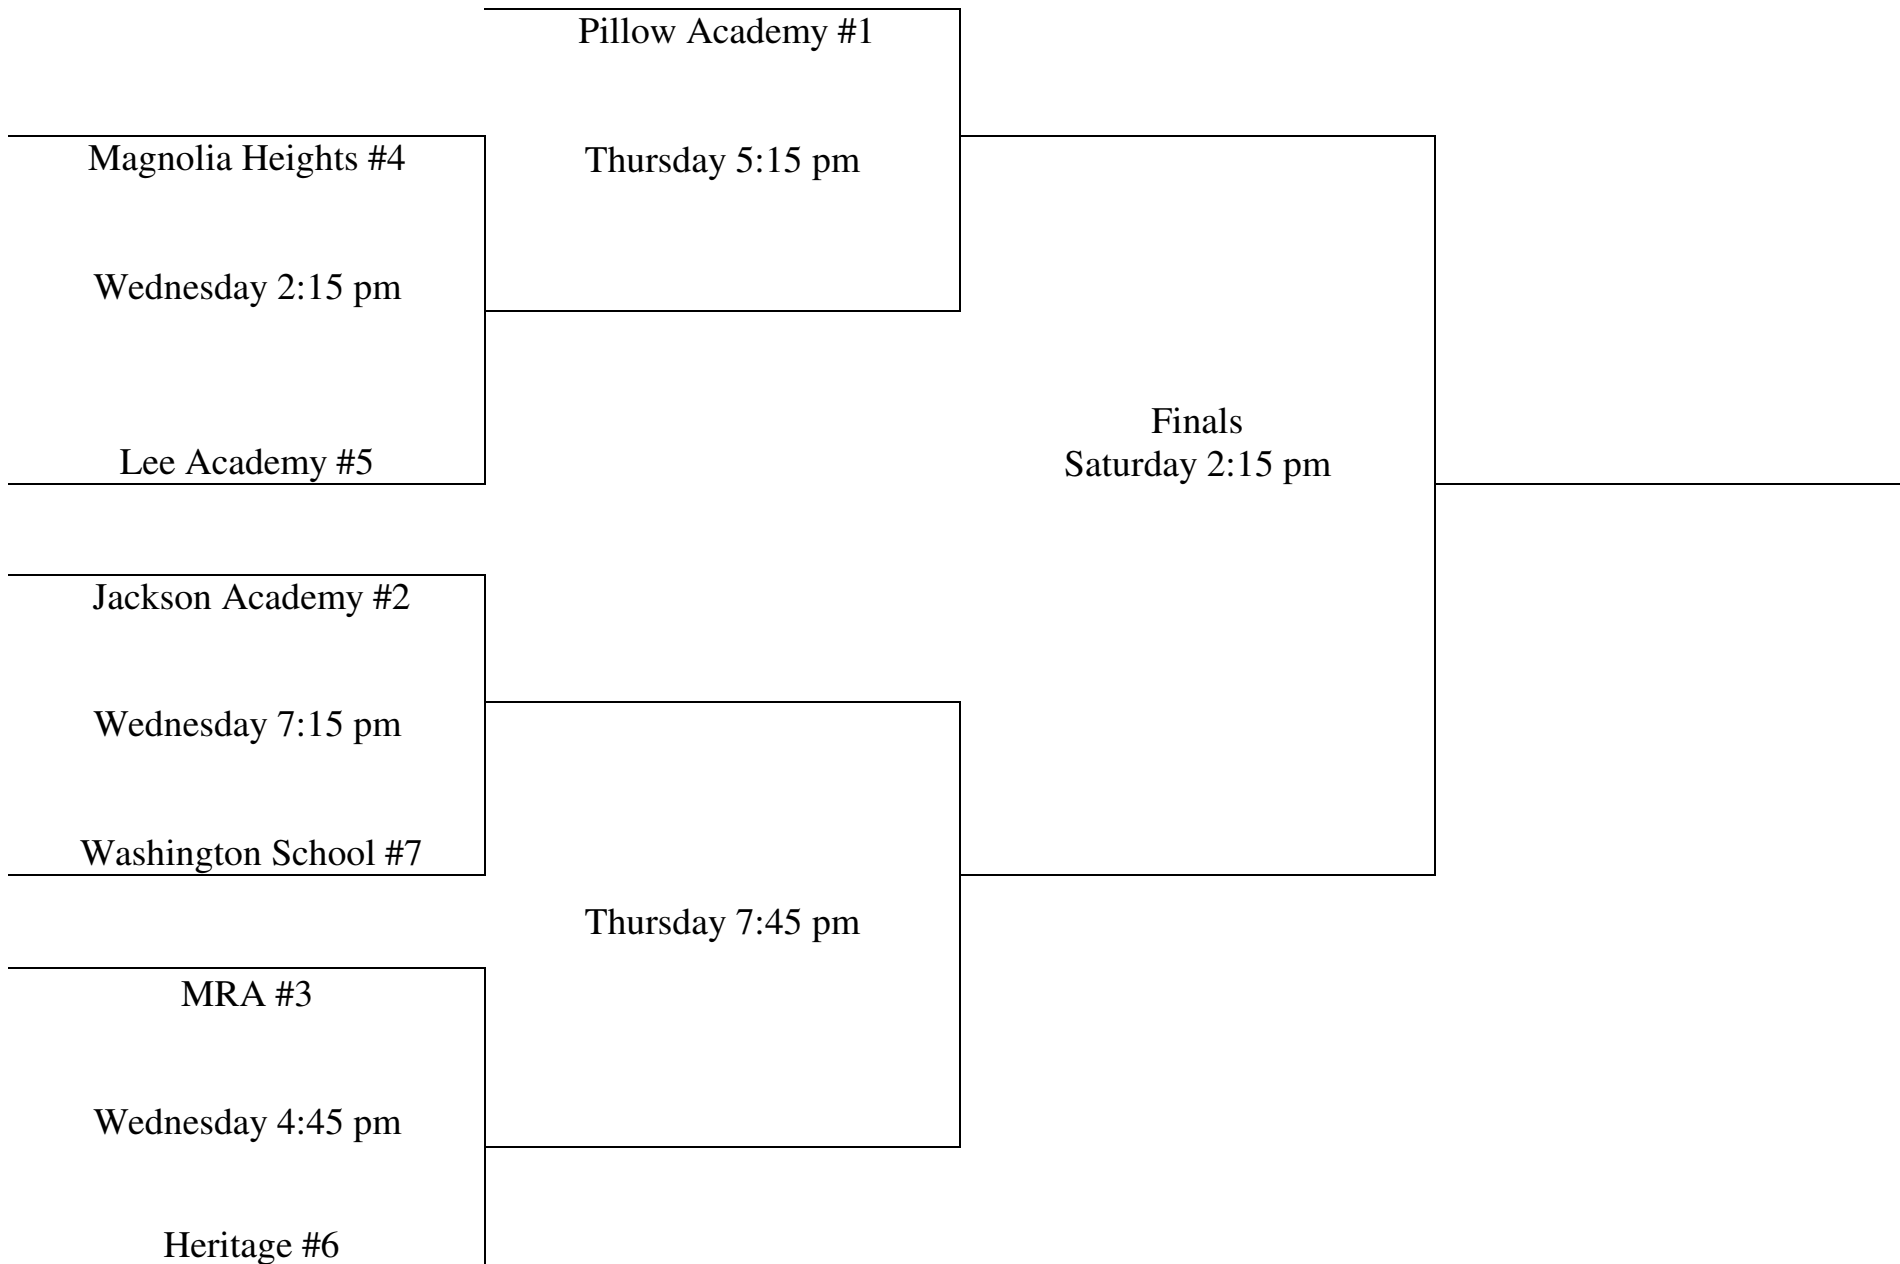 Pillow Academy #1
Magnolia Heights #4
Thursday 5:15 pm
Wednesday 2:15 pm
Lee Academy #5
Finals
Saturday 2:15 pm
Jackson Academy #2
Wednesday 7:15 pm
Washington School #7
Thursday 7:45 pm
MRA #3
Wednesday 4:45 pm
Heritage #6